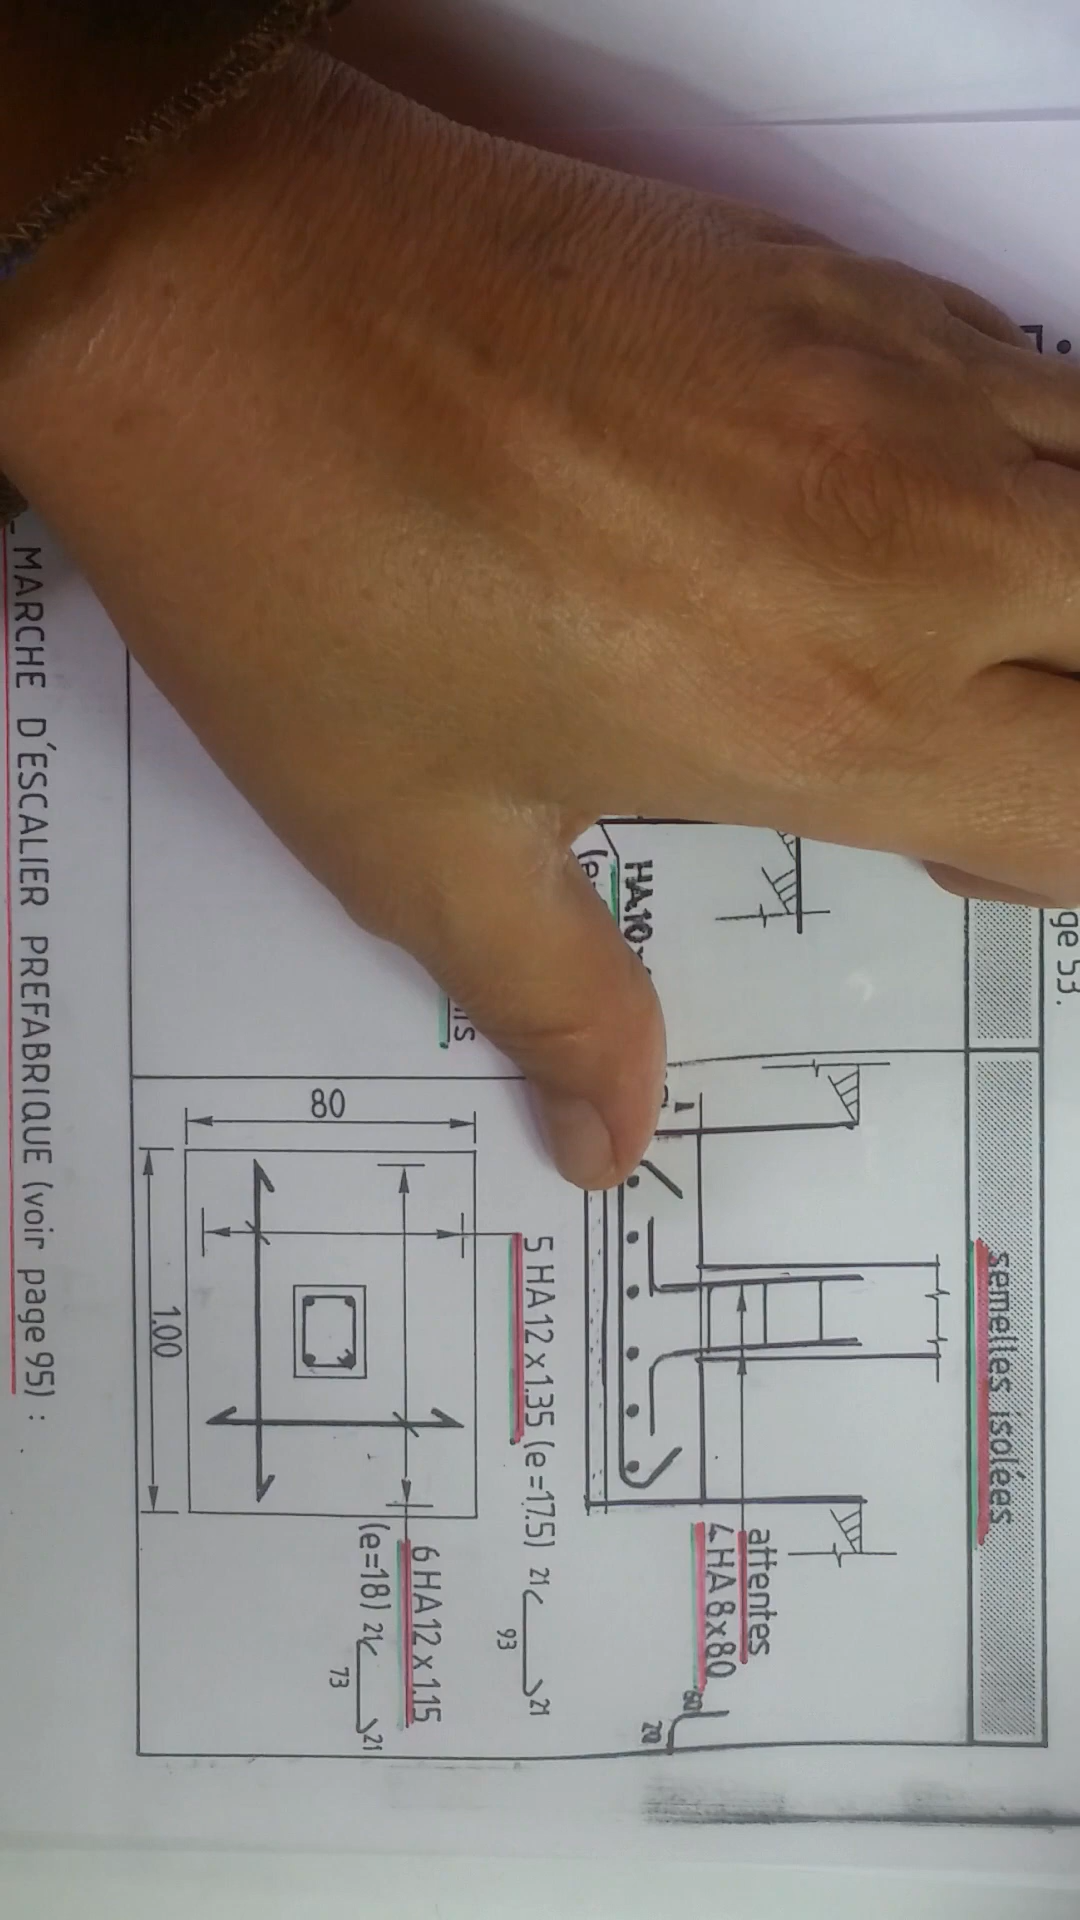 ge 53.
semelles isolées
attentes
4 HA 8x80
60
20
HA10
5 HA 12 x 1.35 (e=17.5)
21
93
21
80
1.00
6 HA 12 x 1.15
(e=18)
21
73
21
MARCHE D'ESCALIER PREFABRIQUE (voir page 95) :